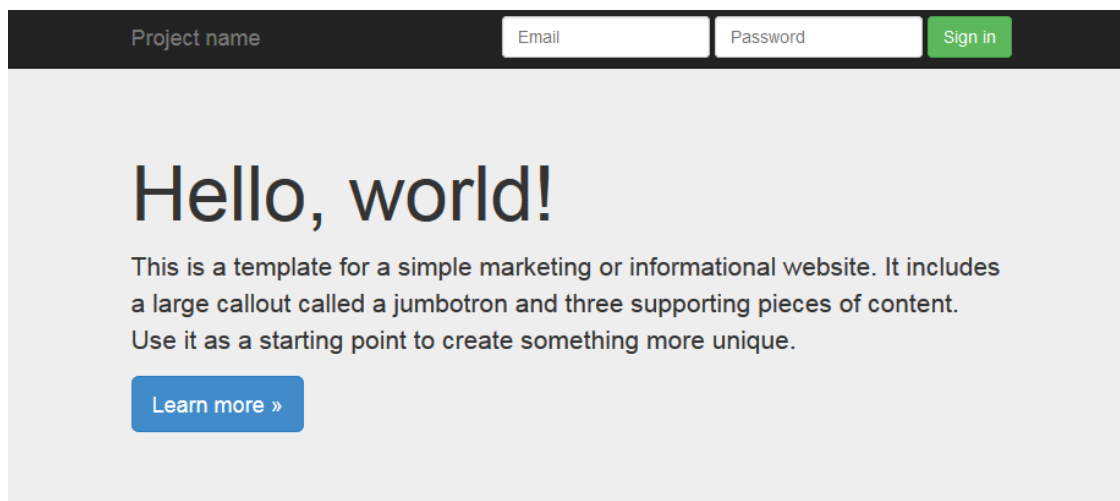 Project name
Email
Password
Sign in
Hello, world!
This is a template for a simple marketing or informational website. It includes
a large callout called a jumbotron and three supporting pieces of content.
Use it as a starting point to create something more unique.
Learn more »